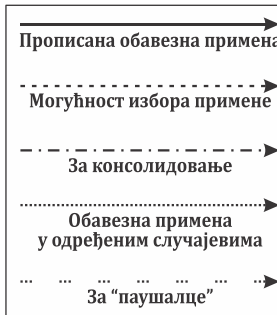 Прописана обавезна примена
Могућност избора примене
За консолидовање
Обавезна примена
у одређеним случајевима
За “паушалце”